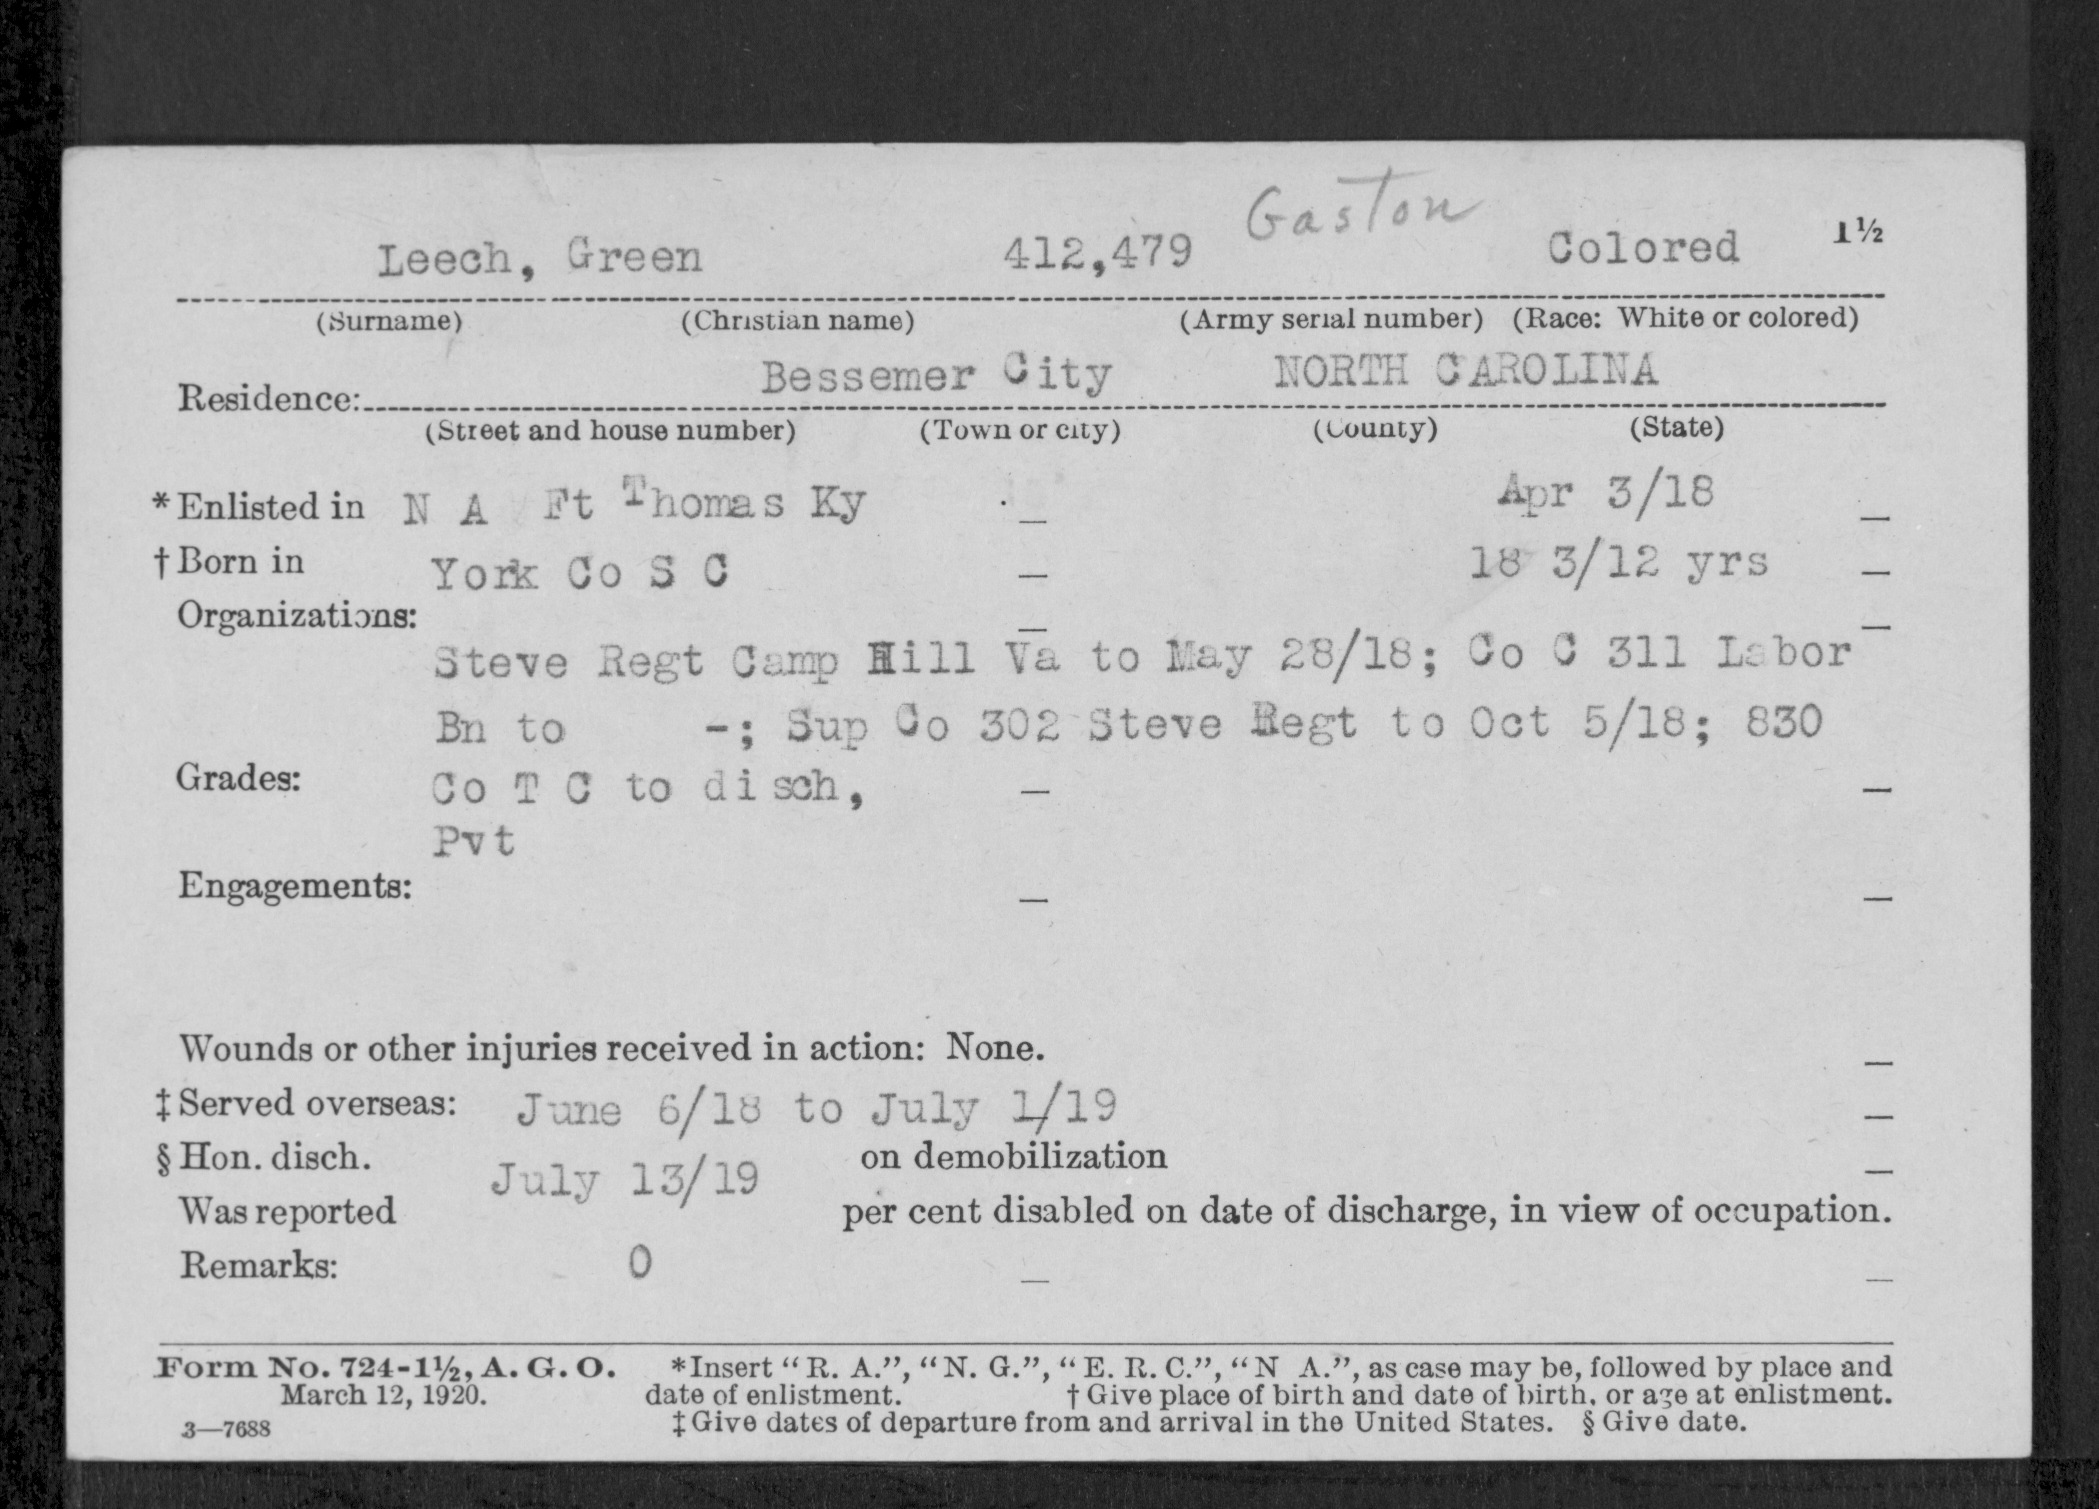 Gaston
Leech, Green 412,479 Colored 1½
(Surname) (Christian name) (Army serial number) (Race: White or colored)
Residence: Bessemer City NORTH CAROLINA
(Street and house number) (Town or city) (County) (State)
*Enlisted in N A Ft Thomas Ky Apr 3/18
†Born in York Co S C 18 3/12 yrs
Organizations:
Steve Regt Camp Hill Va to May 28/18; Co C 311 Labor
Bn to -; Sup Co 302 Steve Regt to Oct 5/18; 830
Grades: Co T C to disch,
Pvt
Engagements:
Wounds or other injuries received in action: None.
‡Served overseas: June 6/18 to July 1/19
§Hon. disch. July 13/19 on demobilization
Was reported per cent disabled on date of discharge, in view of occupation.
Remarks: 0
Form No. 724-1½, A. G. O. *Insert "R. A.", "N. G.", "E. R. C.", "N A.", as case may be, followed by place and
March 12, 1920. date of enlistment. †Give place of birth and date of birth, or age at enlistment.
3—7688 ‡Give dates of departure from and arrival in the United States. §Give date.